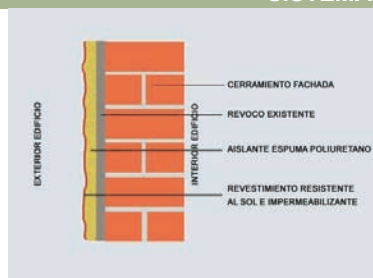 EXTERIOR EDIFICIO
INTERIOR EDIFICIO
CERRAMIENTO FACHADA
REVOCO EXISTENTE
AISLANTE ESPUMA POLIURETANO
REVESTIMIENTO RESISTENTE
AL SOL E IMPERMEABILIZANTE